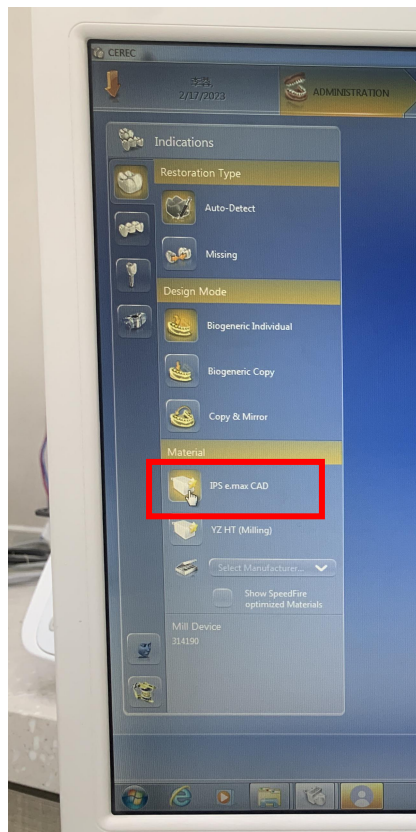 CEREC
2/17/2023
ADMINISTRATION
Indications
Restoration Type
Auto-Detect
Missing
Design Mode
Biogeneric Individual
Biogeneric Copy
Copy & Mirror
Material
IPS e.max CAD
YZ HT (Milling)
Select Manufacturer...
Show SpeedFire
optimized Materials
Mill Device
314190